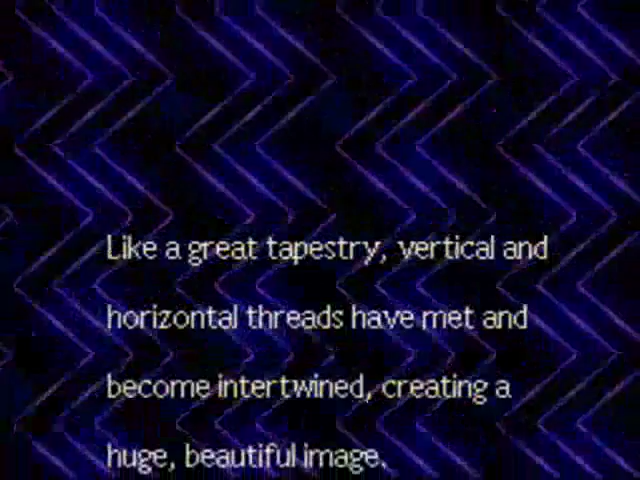 Like a great tapestry, vertical and
horizontal threads have met and
become intertwined, creating a
huge, beautiful image.